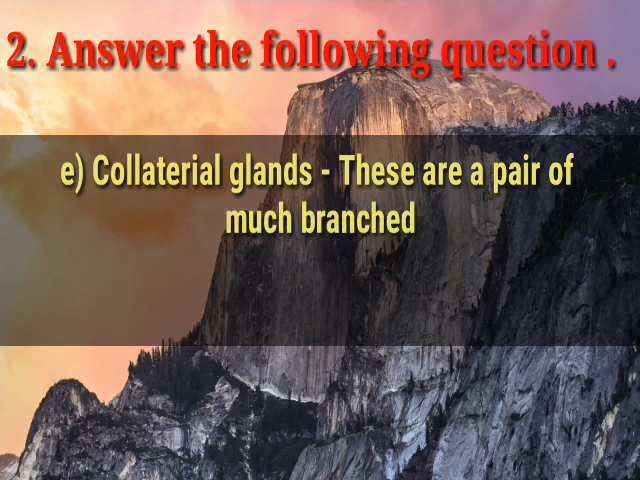 2. Answer the following question .
e) Collaterial glands - These are a pair of
much branched